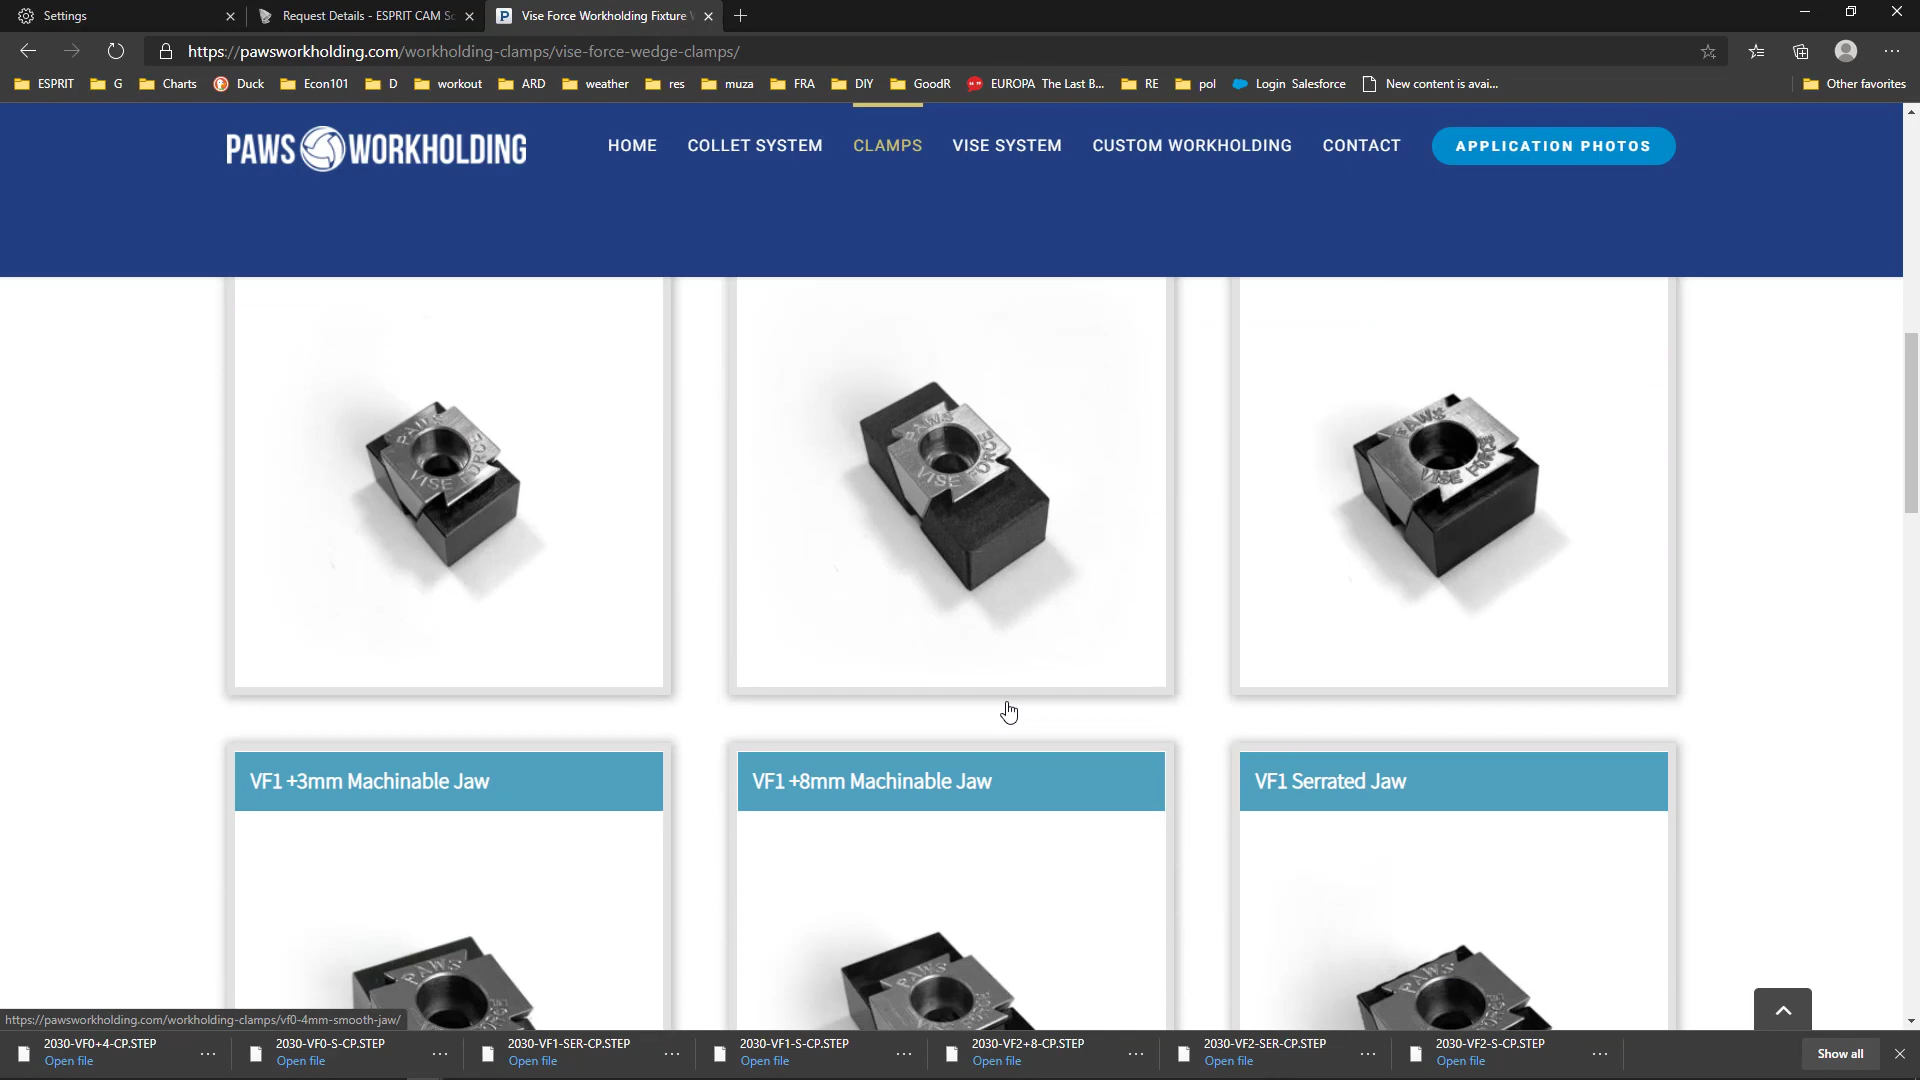 Settings
Request Details - ESPRIT CAM Sc
Vise Force Workholding Fixture
https://pawsworkholding.com/workholding-clamps/vise-force-wedge-clamps/
ESPRIT G Charts Duck Econ101 D workout ARD weather res muza FRA DIY GoodR EUROPA The Last B... RE pol Login Salesforce New content is avai... Other favorites
PAWS WORKHOLDING
HOME COLLET SYSTEM CLAMPS VISE SYSTEM CUSTOM WORKHOLDING CONTACT APPLICATION PHOTOS
PAWS
VISE FORCE
PAWS
VISE FORCE
PAWS
VISE FORCE
VF1 +3mm Machinable Jaw
VF1 +8mm Machinable Jaw
VF1 Serrated Jaw
PAWS
PAWS
PAWS
https://pawsworkholding.com/workholding-clamps/vf0-4mm-smooth-jaw/
2030-VF0+4-CP.STEP
Open file
2030-VF0-S-CP.STEP
Open file
2030-VF1-SER-CP.STEP
Open file
2030-VF1-S-CP.STEP
Open file
2030-VF2+8-CP.STEP
Open file
2030-VF2-SER-CP.STEP
Open file
2030-VF2-S-CP.STEP
Open file
Show all